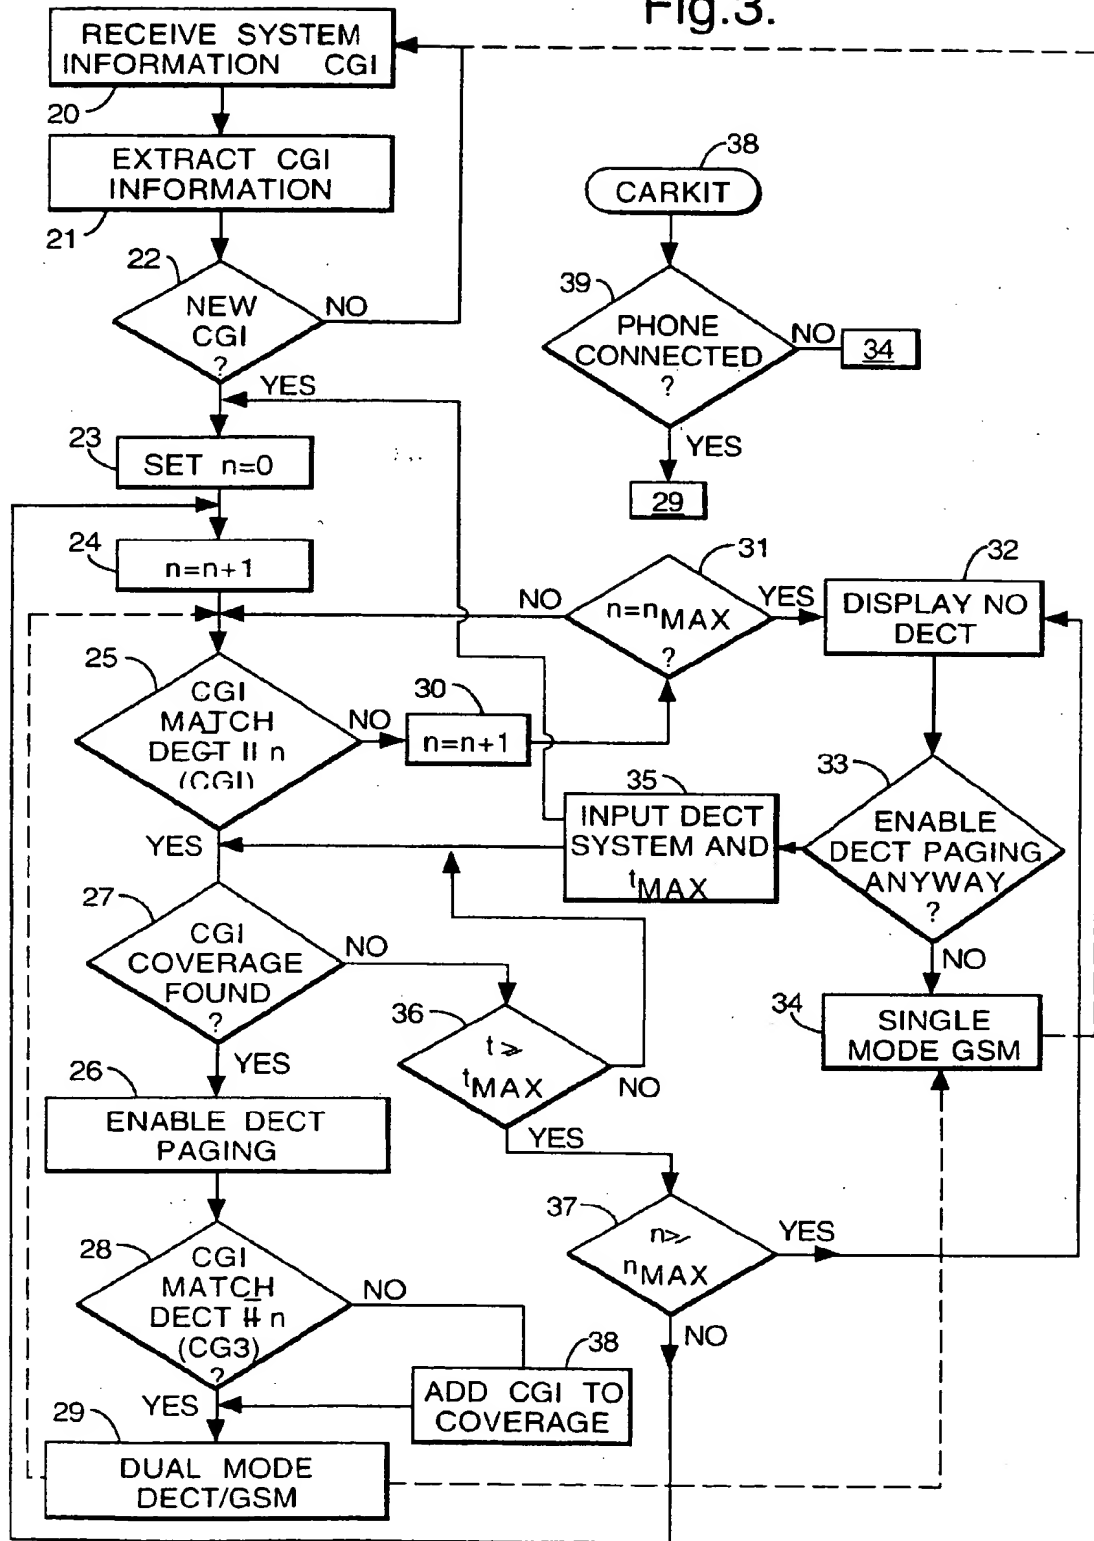 Fig.3.
RECEIVE SYSTEM
INFORMATION CGI
20
EXTRACT CGI
INFORMATION
21
22
NEW
CGI
?
NO
YES
23
SET n=0
24
n=n+1
38
CARKIT
39
PHONE
CONNECTED
?
NO
34
YES
29
25
CGI
MATCH
DECT II n
(CGI)
NO
YES
30
n=n+1
31
n=nMAX
?
NO
YES
32
DISPLAY NO
DECT
33
ENABLE
DECT PAGING
ANYWAY
?
NO
35
INPUT DECT
SYSTEM AND
tMAX
34
SINGLE
MODE GSM
27
CGI
COVERAGE
FOUND
?
NO
YES
36
t⩾
tMAX
NO
YES
26
ENABLE DECT
PAGING
37
n⩾
nMAX
YES
NO
28
CGI
MATCH
DECT # n
(CG3)
?
NO
YES
38
ADD CGI TO
COVERAGE
29
DUAL MODE
DECT/GSM